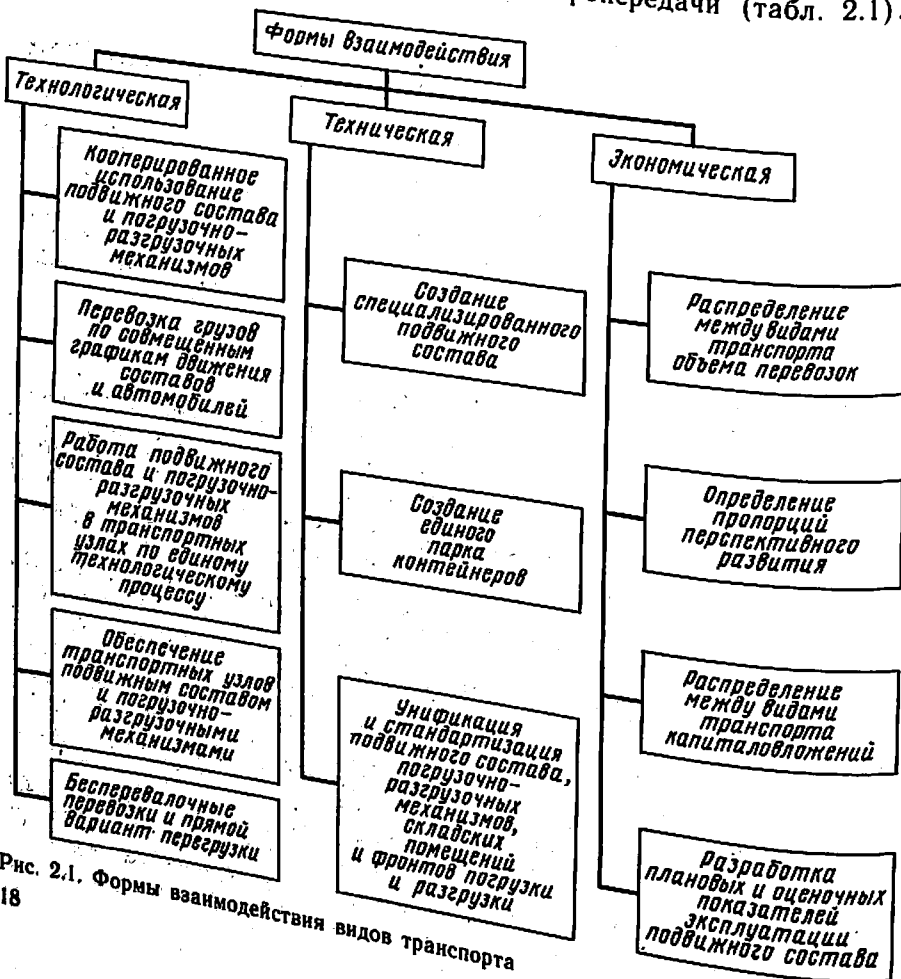 (табл. 2.1).
Формы взаимодействия
Технологическая
Кооперированное
использование
подвижного состава
и погрузочно-
разгрузочных
механизмов
Перевозка грузов
по совмещённым
графикам движения
составов
и автомобилей
Работа подвижного
состава и погрузочно-
разгрузочных
механизмов
в транспортных
узлах по единому
технологическому
процессу
Обеспечение
транспортных узлов
подвижным составом
и погрузочно-
разгрузочными
механизмами
Бесперевалочные
перевозки и прямой
вариант перегрузки
Техническая
Создание
специализированного
подвижного
состава
Создание
единого
парка
контейнеров
Унификация
и стандартизация
подвижного состава,
погрузочно-
разгрузочных
механизмов,
складских
помещений
и фронтов погрузки
и разгрузки
Экономическая
Распределение
между видами
транспорта
объема перевозок
Определение
пропорций
перспективного
развития
Распределение
между видами
транспорта
капиталовложений
Разработка
плановых и оценочных
показателей
эксплуатации
подвижного состава
Рис. 2.1. Формы взаимодействия видов транспорта
18